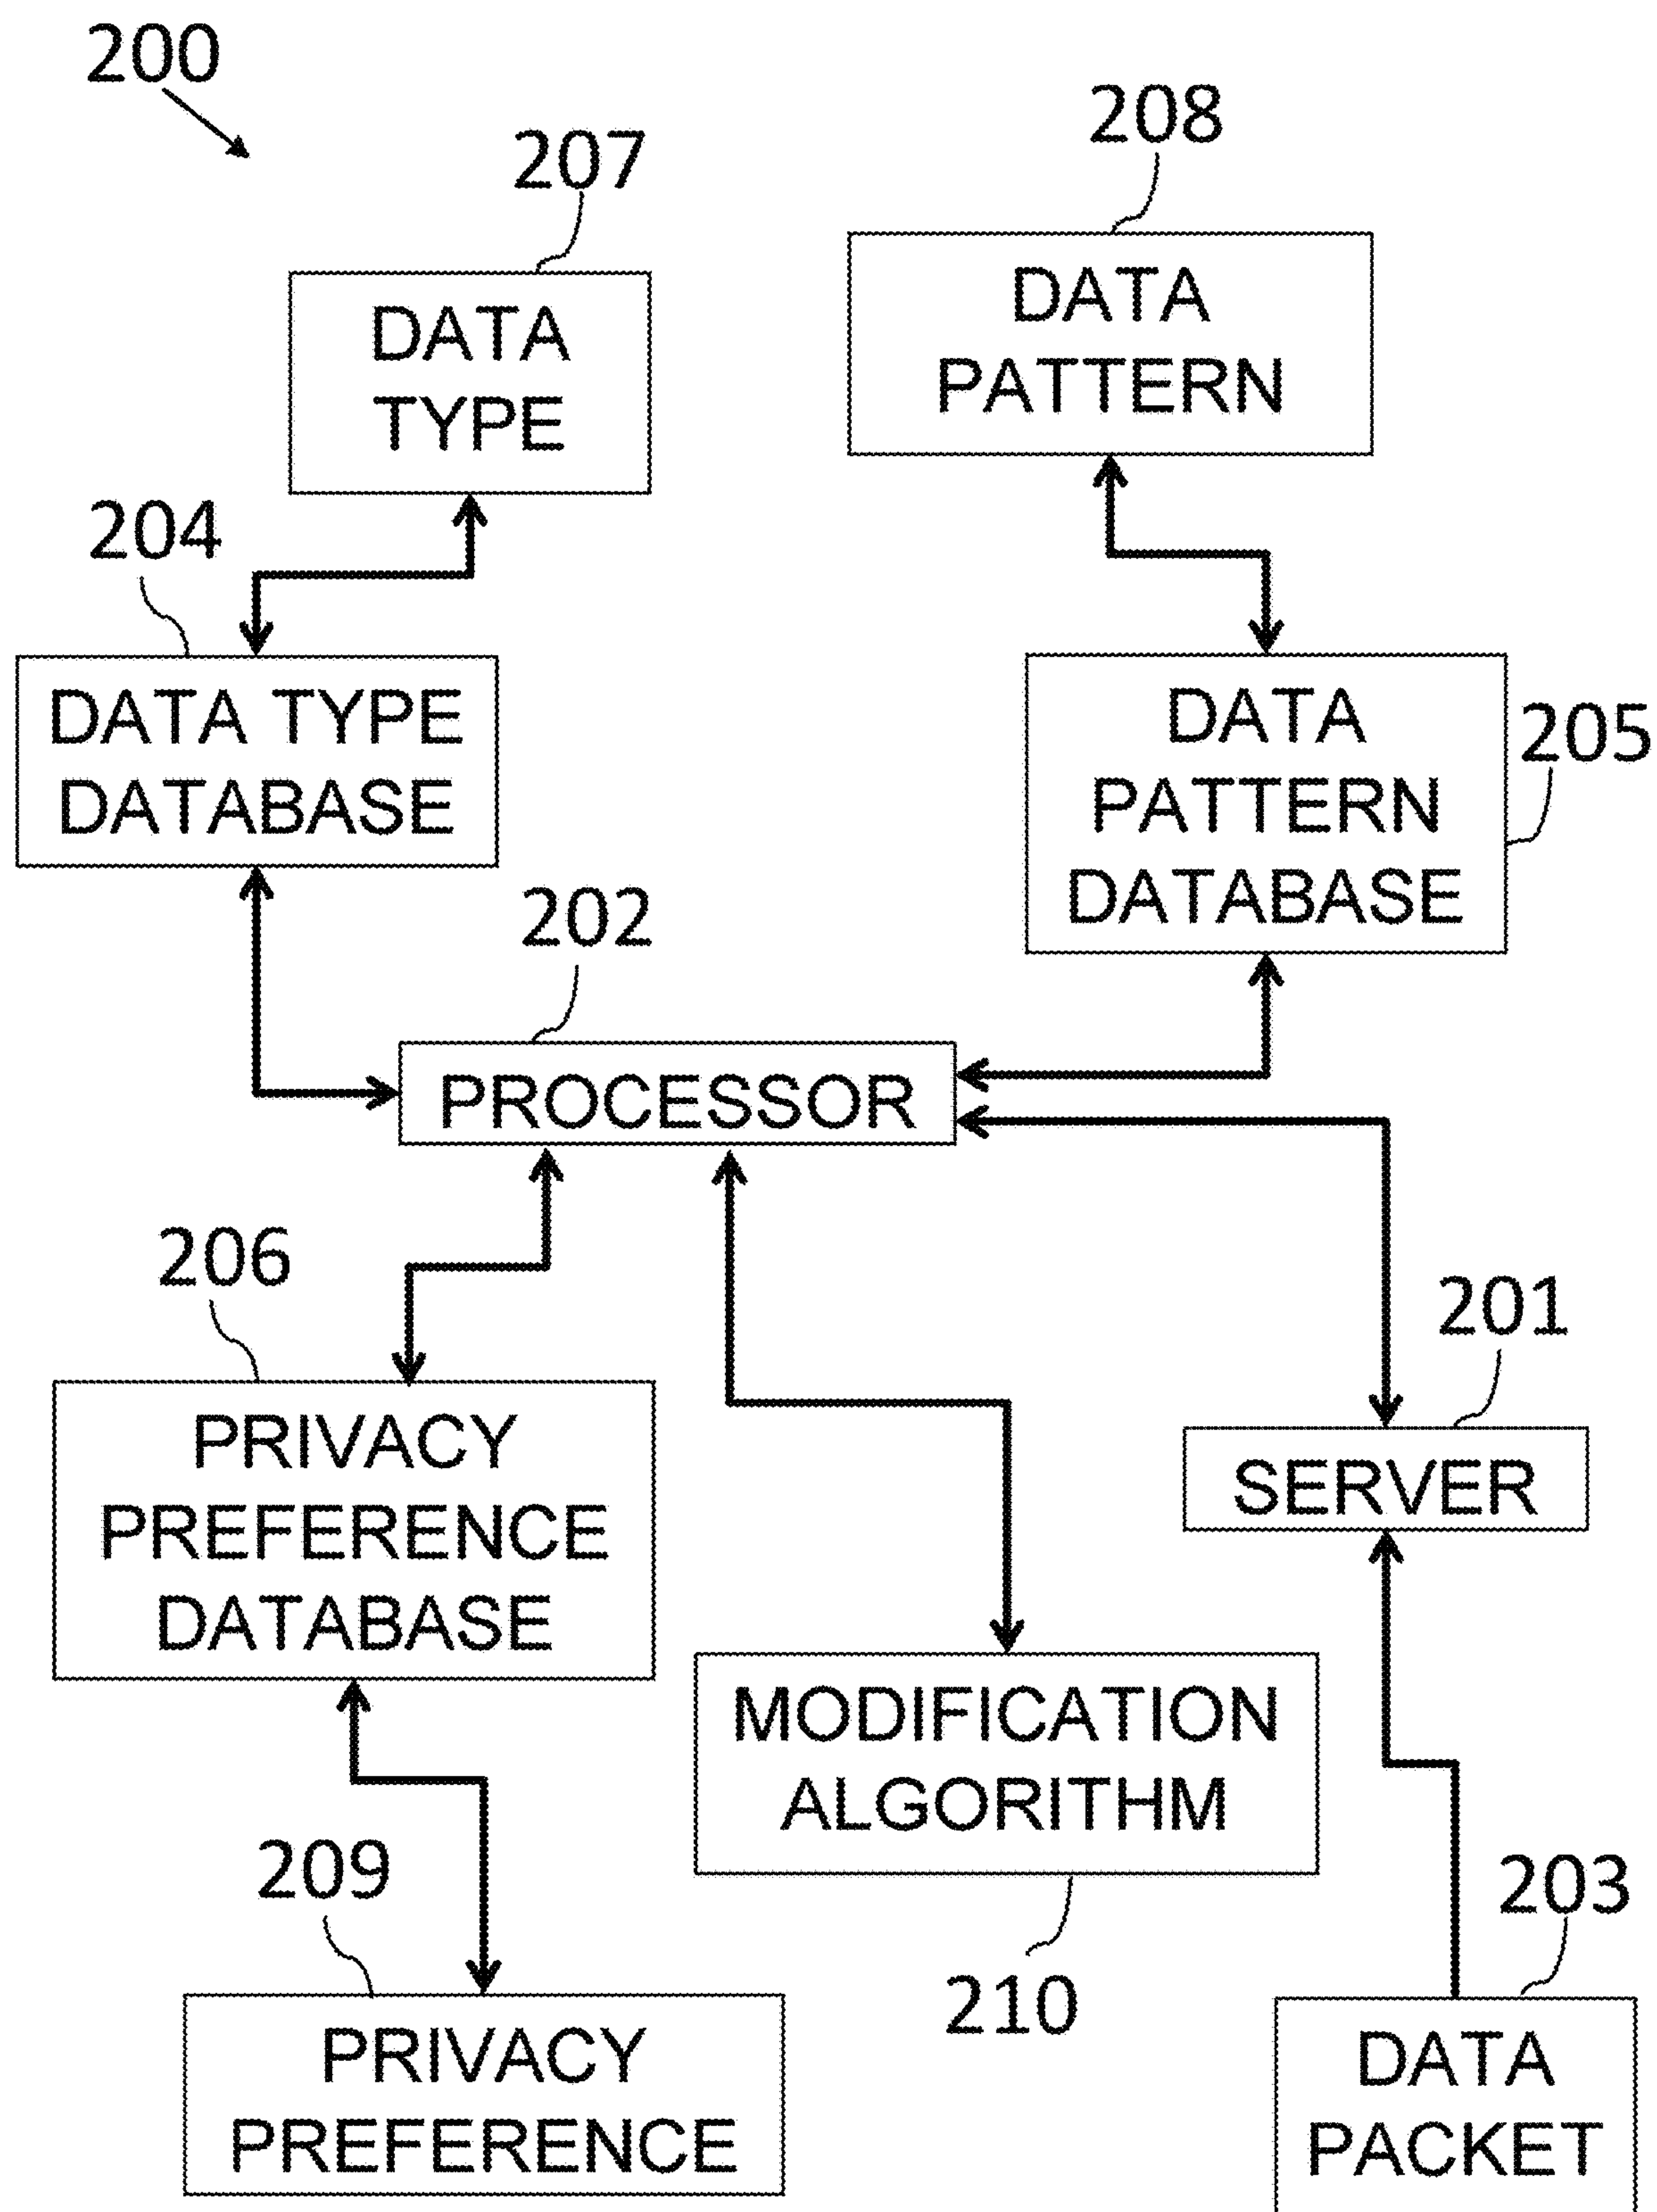 200
207
208
DATA
TYPE
DATA
PATTERN
204
DATA TYPE
DATABASE
DATA
PATTERN
DATABASE
205
202
PROCESSOR
206
201
PRIVACY
PREFERENCE
DATABASE
SERVER
MODIFICATION
ALGORITHM
209
203
210
PRIVACY
PREFERENCE
DATA
PACKET